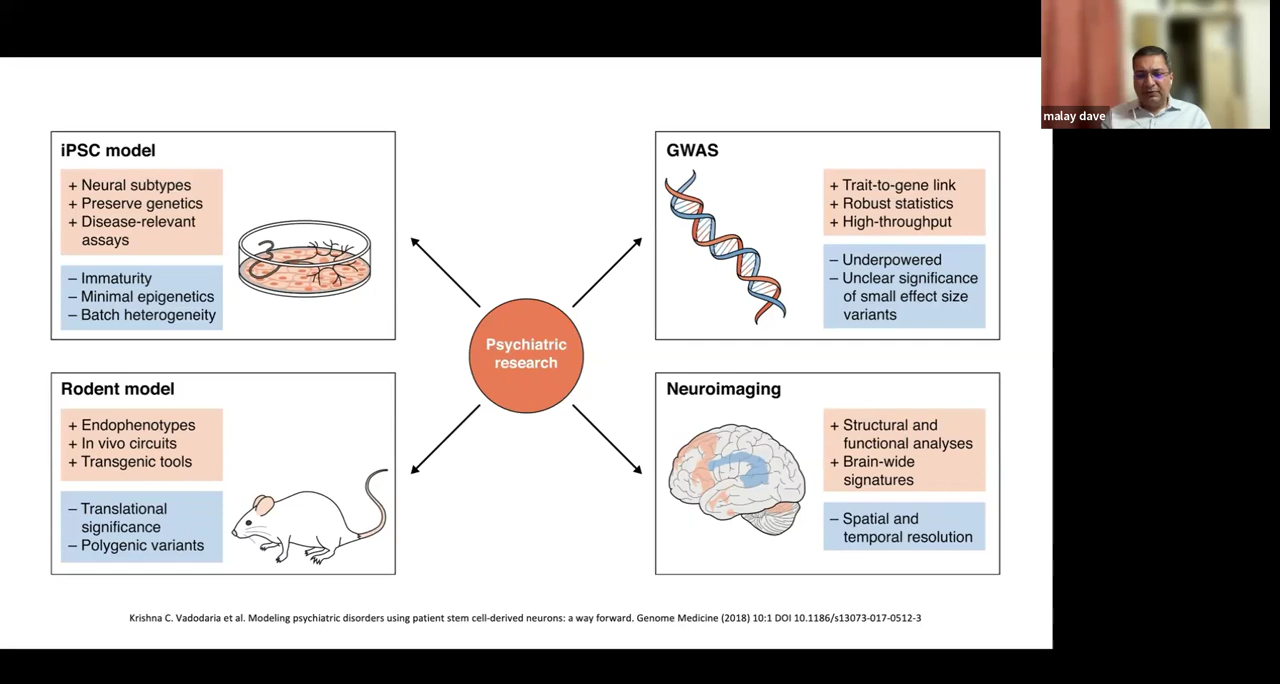 malay dave
iPSC model
+ Neural subtypes
+ Preserve genetics
+ Disease-relevant
assays
– Immaturity
– Minimal epigenetics
– Batch heterogeneity
GWAS
+ Trait-to-gene link
+ Robust statistics
+ High-throughput
– Underpowered
– Unclear significance
of small effect size
variants
Psychiatric
research
Rodent model
+ Endophenotypes
+ In vivo circuits
+ Transgenic tools
– Translational
significance
– Polygenic variants
Neuroimaging
+ Structural and
functional analyses
+ Brain-wide
signatures
– Spatial and
temporal resolution
Krishna C. Vadodaria et al. Modeling psychiatric disorders using patient stem cell-derived neurons: a way forward. Genome Medicine (2018) 10:1 DOI 10.1186/s13073-017-0512-3